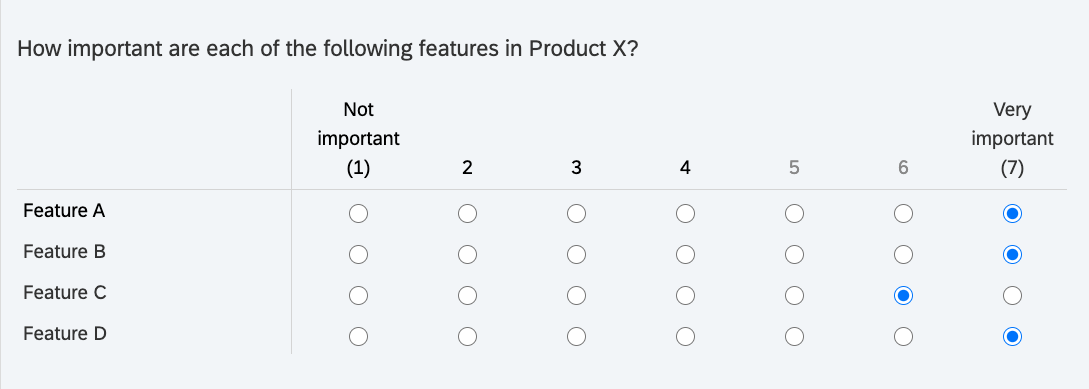 How important are each of the following features in Product X?
Not important (1) 2 3 4 5 6 Very important (7)
Feature A
Feature B
Feature C
Feature D